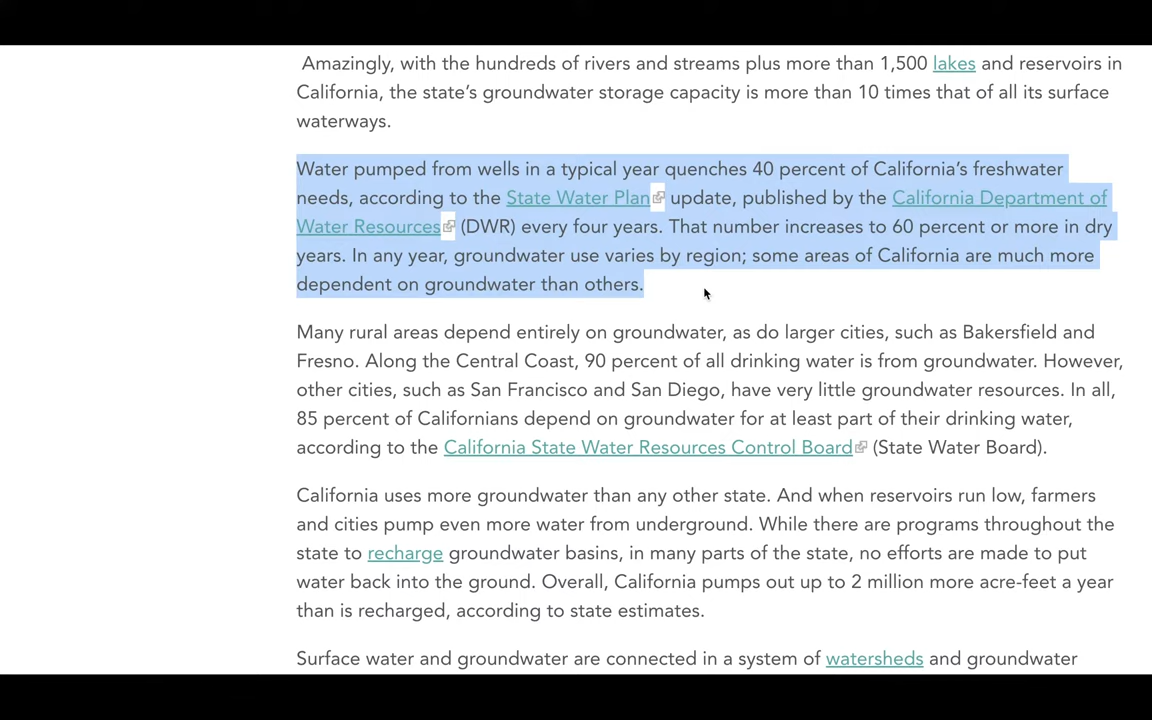 Amazingly, with the hundreds of rivers and streams plus more than 1,500 lakes and reservoirs in
California, the state’s groundwater storage capacity is more than 10 times that of all its surface
waterways.
Water pumped from wells in a typical year quenches 40 percent of California’s freshwater
needs, according to the State Water Plan update, published by the California Department of
Water Resources (DWR) every four years. That number increases to 60 percent or more in dry
years. In any year, groundwater use varies by region; some areas of California are much more
dependent on groundwater than others.
Many rural areas depend entirely on groundwater, as do larger cities, such as Bakersfield and
Fresno. Along the Central Coast, 90 percent of all drinking water is from groundwater. However,
other cities, such as San Francisco and San Diego, have very little groundwater resources. In all,
85 percent of Californians depend on groundwater for at least part of their drinking water,
according to the California State Water Resources Control Board (State Water Board).
California uses more groundwater than any other state. And when reservoirs run low, farmers
and cities pump even more water from underground. While there are programs throughout the
state to recharge groundwater basins, in many parts of the state, no efforts are made to put
water back into the ground. Overall, California pumps out up to 2 million more acre-feet a year
than is recharged, according to state estimates.
Surface water and groundwater are connected in a system of watersheds and groundwater